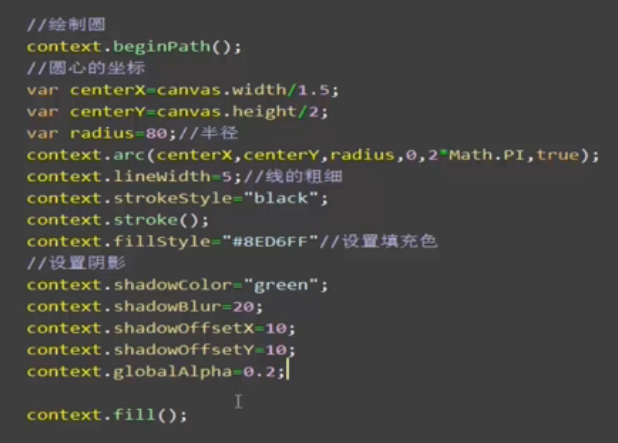 //绘制圆
context.beginPath();
//圆心的坐标
var centerX=canvas.width/1.5;
var centerY=canvas.height/2;
var radius=80;//半径
context.arc(centerX,centerY,radius,0,2*Math.PI,true);
context.lineWidth=5;//线的粗细
context.strokeStyle="black";
context.stroke();
context.fillStyle="#8ED6FF"//设置填充色
//设置阴影
context.shadowColor="green";
context.shadowBlur=20;
context.shadowOffsetX=10;
context.shadowOffsetY=10;
context.globalAlpha=0.2;
context.fill();